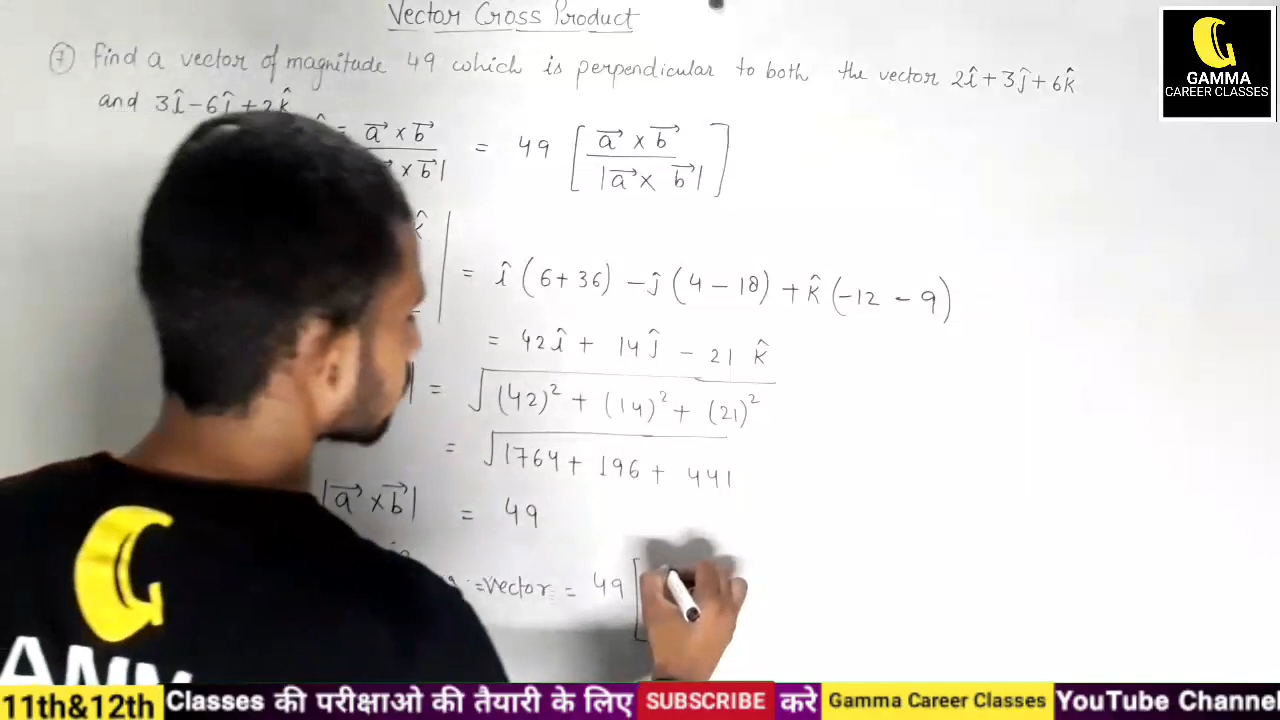 Vector Cross Product
⑦ Find a vector of magnitude 49 which is perpendicular to both the vector 2î + 3ĵ + 6k̂
and 3î - 6ĵ + 2k̂
= a⃗ × b⃗ / × b⃗| = 49 [ a⃗ × b⃗ / |a⃗ × b⃗| ]
= î (6 + 36) - ĵ (4 - 18) + k̂ (-12 - 9)
= 42î + 14ĵ - 21 k̂
= √(42)² + (14)² + (21)²
= √1764 + 196 + 441
|a⃗ × b⃗| = 49
=vector = 49 [
GAMMA
CAREER CLASSES
11th&12th Classes की परीक्षाओ की तैयारी के लिए SUBSCRIBE करे Gamma Career Classes YouTube Channel